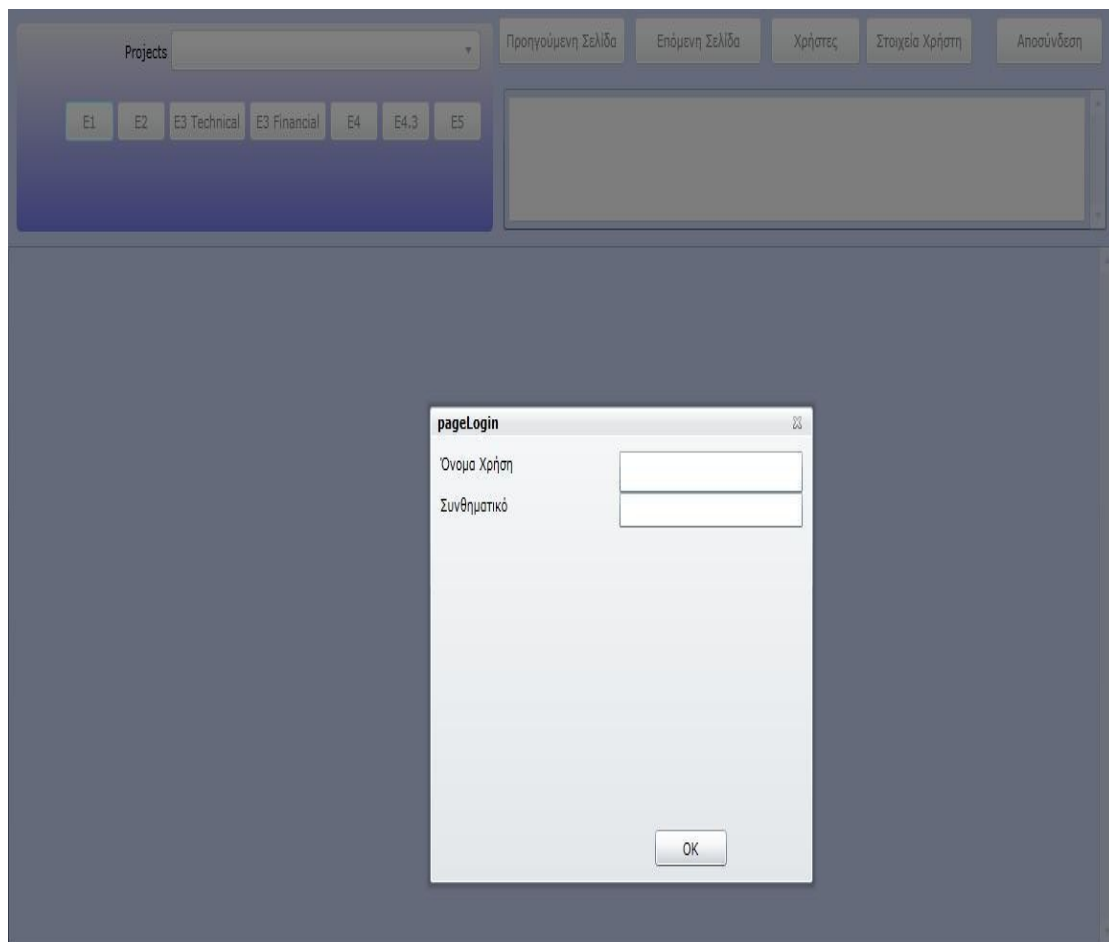 Projects
Προηγούμενη Σελίδα Επόμενη Σελίδα Χρήστες Στοιχεία Χρήστη Αποσύνδεση
E1 E2 E3 Technical E3 Financial E4 E4.3 E5
pageLogin
Όνομα Χρήση
Συνθηματικό
OK